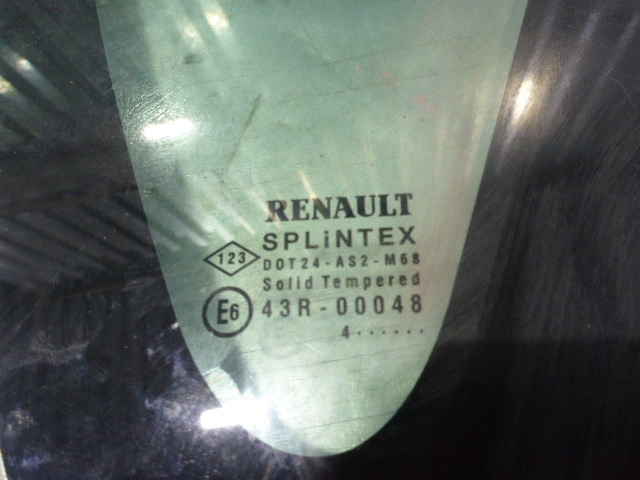 RENAULT
SPLiNTEX
123
DOT24-AS2-M68
Solid Tempered
E6
43R-00048
4······